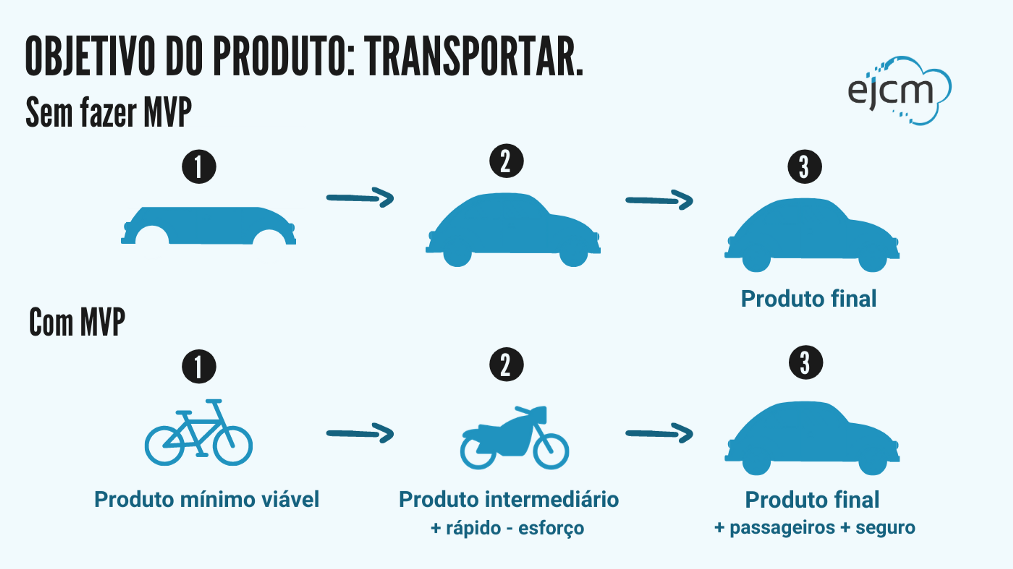 OBJETIVO DO PRODUTO: TRANSPORTAR.
ejcm
Sem fazer MVP
1
2
3
Produto final
Com MVP
1
2
3
Produto mínimo viável
Produto intermediário
Produto final
+ rápido - esforço
+ passageiros + seguro